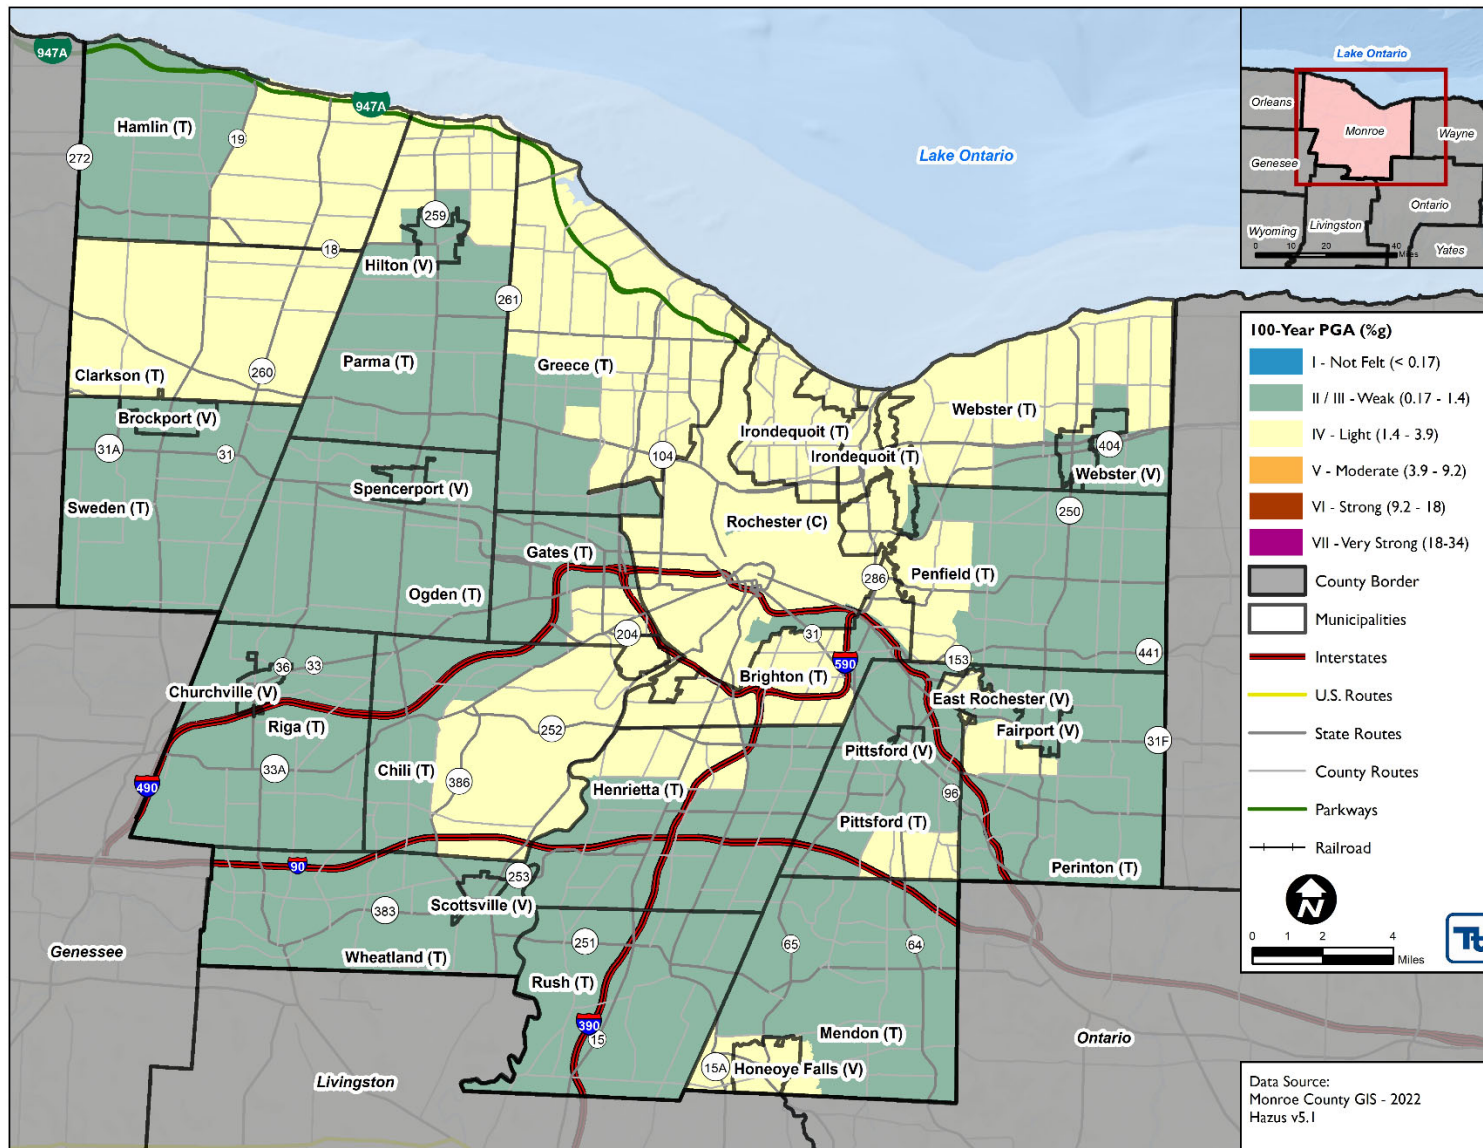 947A
947A
Hamlin (T)
19
272
Lake Ontario
259
18
Hilton (V)
261
Clarkson (T)
260
Parma (T)
Greece (T)
Brockport (V)
31A
31
Webster (T)
Irondequoit (T)
Irondequoit (T)
104
404
Webster (V)
Spencerport (V)
Sweden (T)
Rochester (C)
250
Gates (T)
286
Penfield (T)
Ogden (T)
204
31
590
153
441
36
33
Churchville (V)
Brighton (T)
East Rochester (V)
Riga (T)
252
Fairport (V)
Pittsford (V)
31F
33A
Chili (T)
386
Henrietta (T)
490
96
Pittsford (T)
90
253
Perinton (T)
Scottsville (V)
383
Genessee
251
65
64
Wheatland (T)
Rush (T)
390
15
Mendon (T)
Ontario
15A
Honeoye Falls (V)
Livingston
Lake Ontario
Orleans
Monroe
Wayne
Genesee
Ontario
Livingston
Wyoming
Yates
0 10 20 40
Miles
100-Year PGA (%g)
I - Not Felt (< 0.17)
II / III - Weak (0.17 - 1.4)
IV - Light (1.4 - 3.9)
V - Moderate (3.9 - 9.2)
VI - Strong (9.2 - 18)
VII - Very Strong (18-34)
County Border
Municipalities
Interstates
U.S. Routes
State Routes
County Routes
Parkways
Railroad
N
0 1 2 4
Miles
Tt
Data Source:
Monroe County GIS - 2022
Hazus v5.1